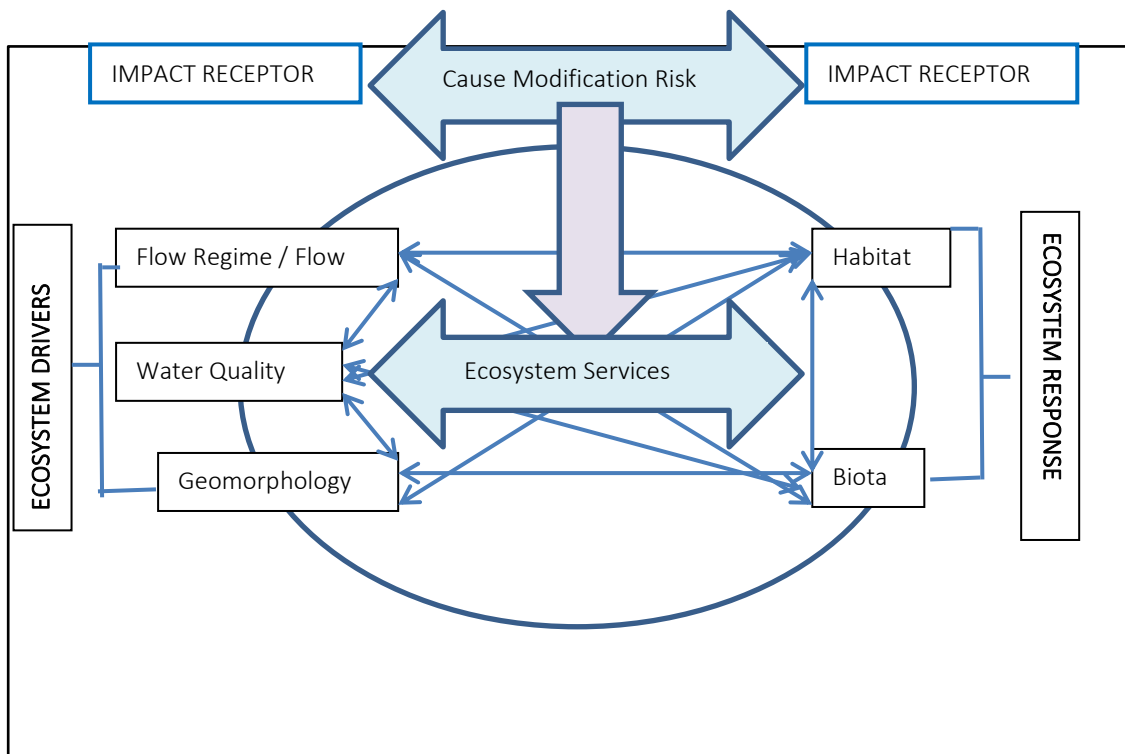 IMPACT RECEPTOR
Cause Modification Risk
IMPACT RECEPTOR
ECOSYSTEM DRIVERS
Flow Regime / Flow
Water Quality
Geomorphology
Ecosystem Services
Habitat
Biota
ECOSYSTEM RESPONSE